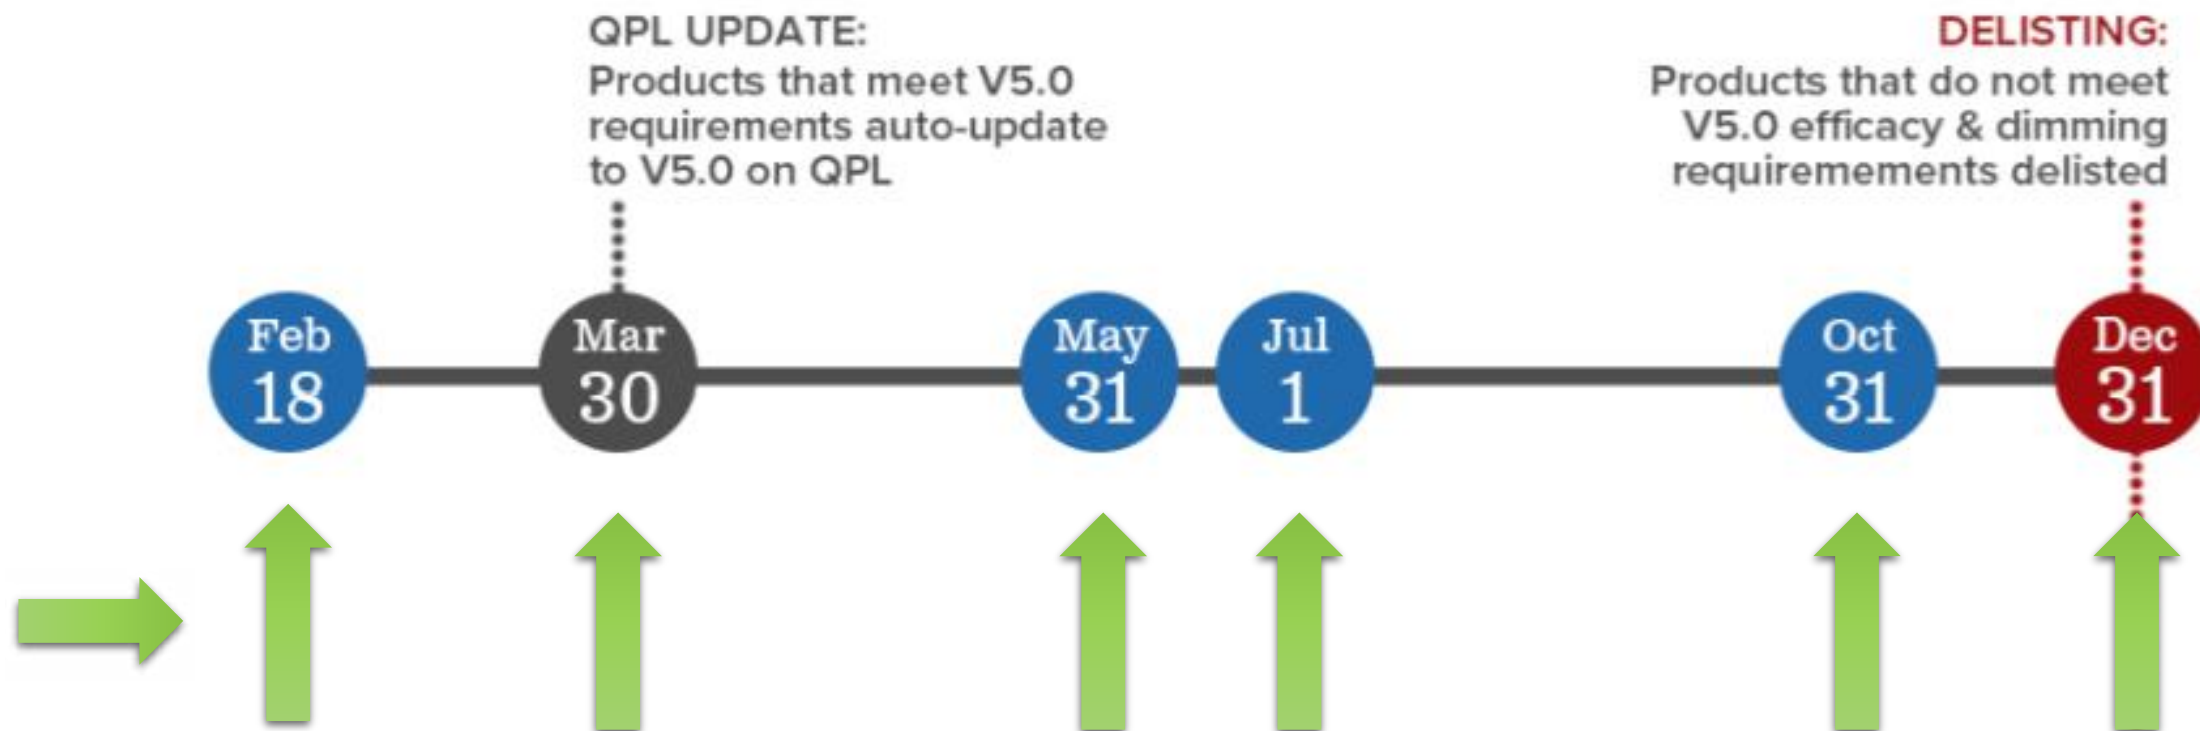 QPL UPDATE:
Products that meet V5.0
requirements auto-update
to V5.0 on QPL
DELISTING:
Products that do not meet
V5.0 efficacy & dimming
requiremements delisted
Feb
18
Mar
30
May
31
Jul
1
Oct
31
Dec
31